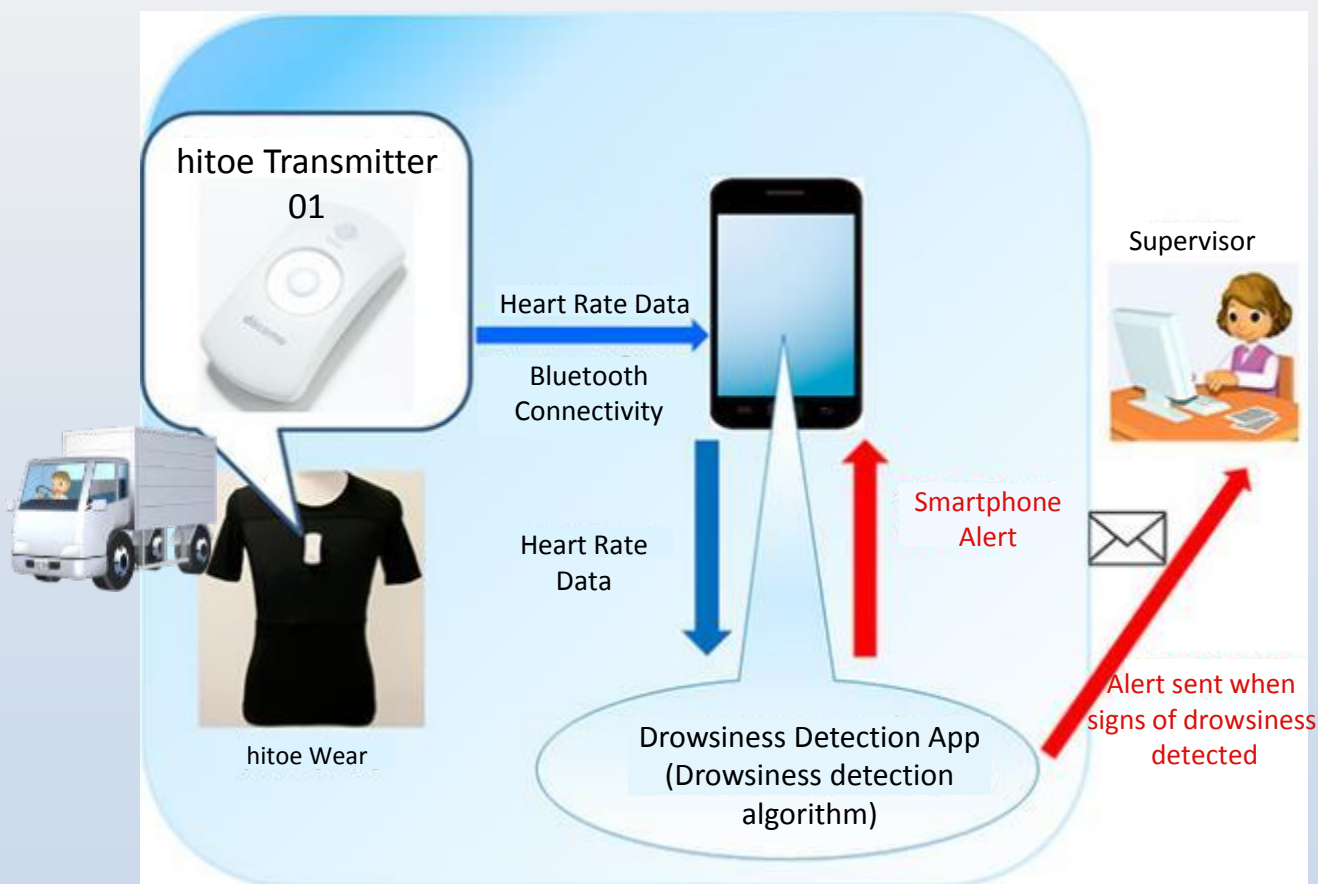 hitoe Transmitter
01
docomo
Heart Rate Data
Bluetooth
Connectivity
Supervisor
Heart Rate
Data
Smartphone
Alert
hitoe Wear
Drowsiness Detection App
(Drowsiness detection
algorithm)
Alert sent when
signs of drowsiness
detected